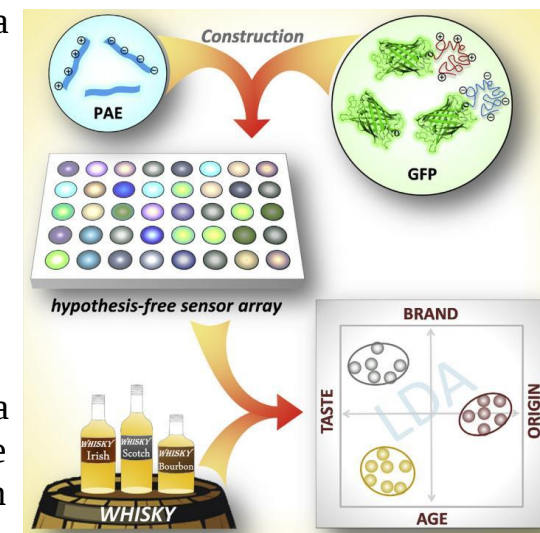 a
Construction
PAE
GFP
hypothesis-free sensor array
BRAND
TASTE
LDA
ORIGIN
AGE
WHISKY
Irish
WHISKY
Scotch
WHISKY
Bourbon
WHISKY
a
e
n